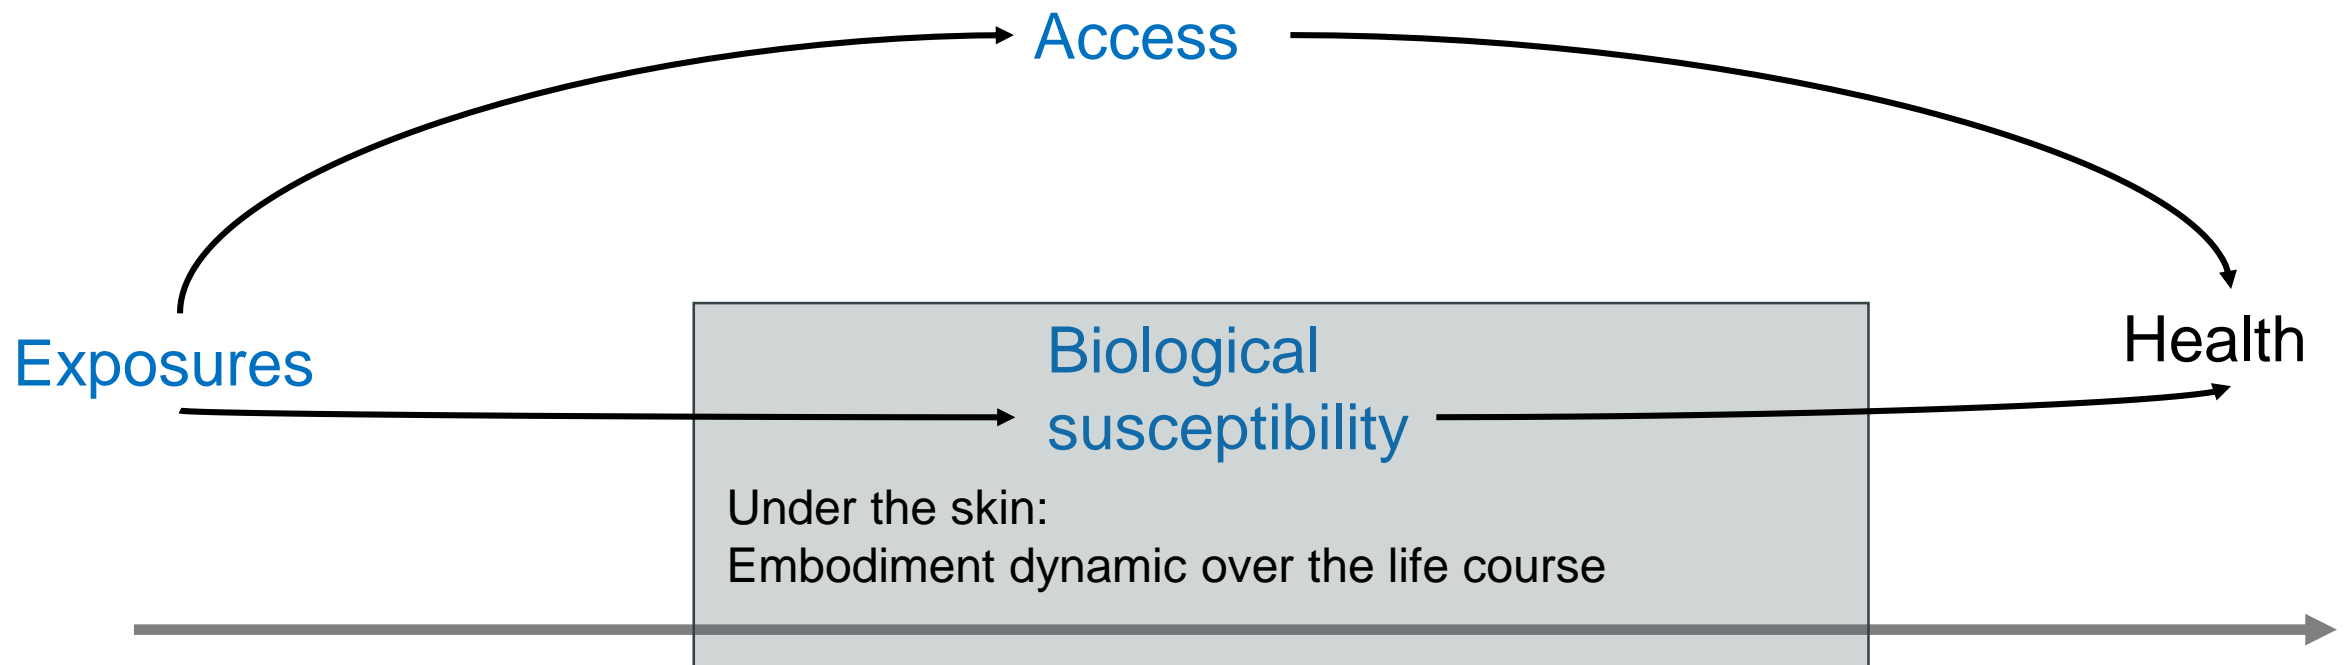 Access
Exposures
Biological
susceptibility
Health
Under the skin:
Embodiment dynamic over the life course